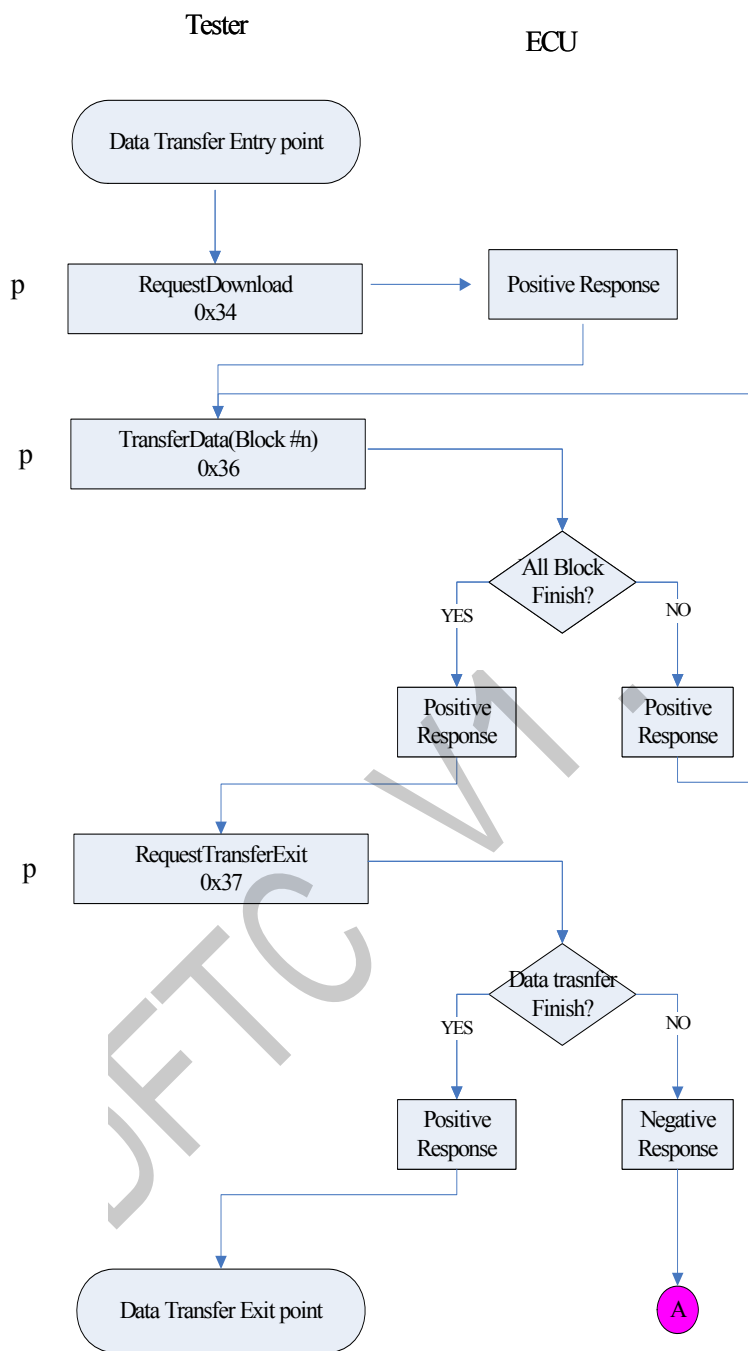 Tester
ECU
Data Transfer Entry point
p
RequestDownload
0x34
Positive Response
p
TransferData(Block #n)
0x36
All Block
Finish?
YES
NO
Positive
Response
Positive
Response
p
RequestTransferExit
0x37
Data trasnfer
Finish?
YES
NO
Positive
Response
Negative
Response
Data Transfer Exit point
A